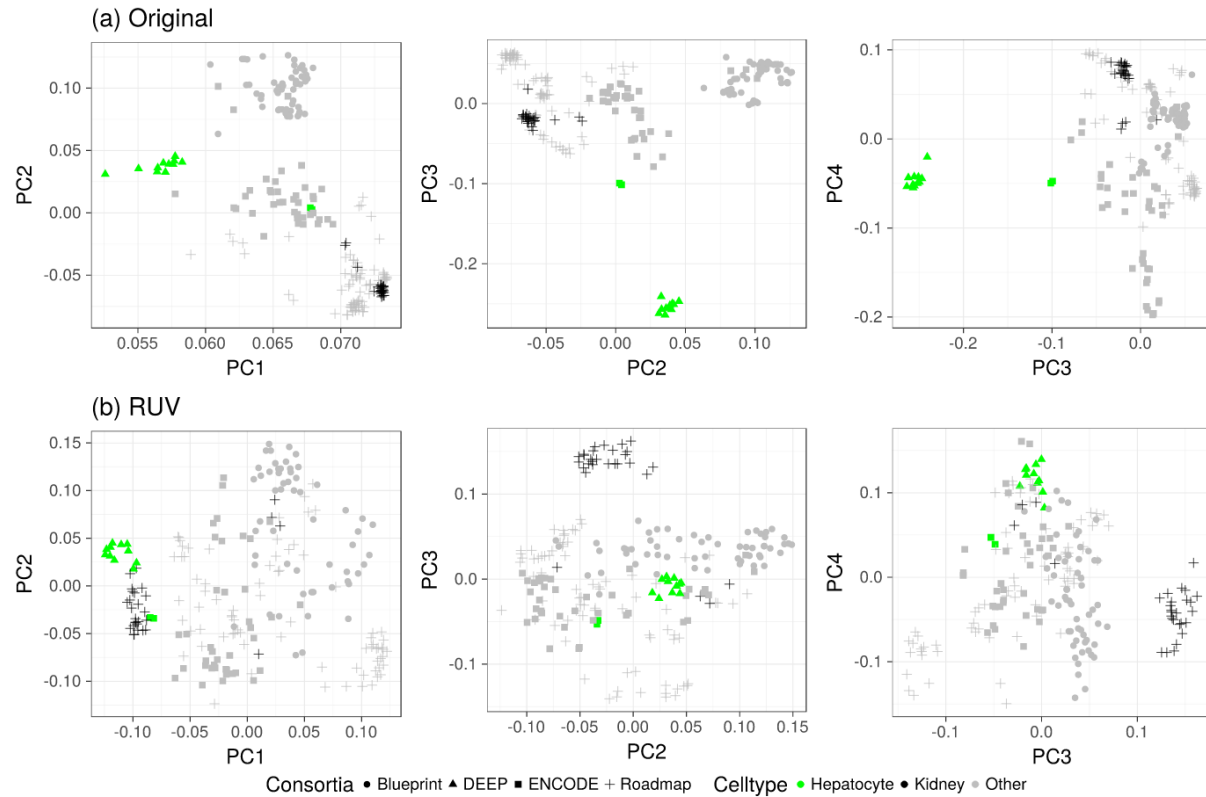 (a) Original
0.10
0.05
0.00
-0.05
PC2
0.055 0.060 0.065 0.070
PC1
0.0
-0.1
-0.2
PC3
-0.05 0.00 0.05 0.10
PC2
0.1
0.0
-0.1
-0.2
PC4
-0.2 -0.1 0.0
PC3
(b) RUV
0.15
0.10
0.05
0.00
-0.05
-0.10
PC2
-0.10 -0.05 0.00 0.05 0.10
PC1
0.1
0.0
-0.1
PC3
-0.10 -0.05 0.00 0.05 0.10 0.15
PC2
0.1
0.0
-0.1
PC4
-0.1 0.0 0.1
PC3
Consortia Blueprint DEEP ENCODE Roadmap Celltype Hepatocyte Kidney Other